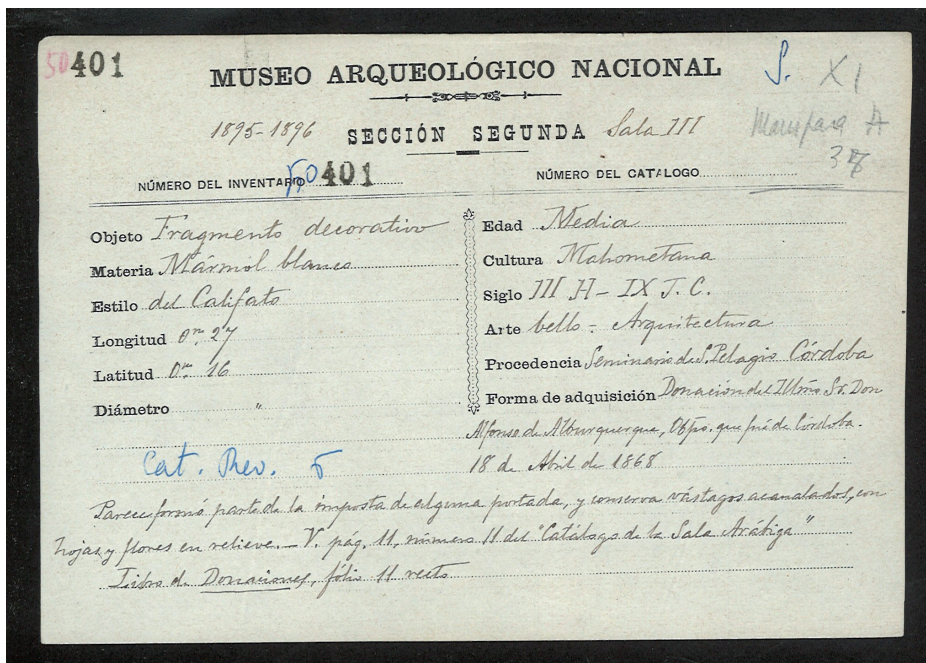 50401
MUSEO ARQUEOLÓGICO NACIONAL
S. XI
1895-1896 SECCIÓN SEGUNDA Sala III
Mampara A
NÚMERO DEL INVENTARIO 50401
NÚMERO DEL CATÁLOGO
Objeto Fragmento decorativo
Materia Mármol blanco
Estilo del Califato
Longitud 0m. 27
Latitud 0m. 16
Diámetro "
Edad Media
Cultura Mahometana
Siglo III H - IX J. C.
Arte bello - Arquitectura
Procedencia Seminario de S. Pelagio Córdoba
Forma de adquisición Donación del Illmo. Sr. Don
Alfonso de Alburquerque, Obpo. que fué de Córdoba.
18 de Abril de 1868
Cat. Rev. 5
Parece formó parte de la imposta de alguna portada, y conserva vástagos acanalados, con
hojas y flores en relieve. - V. pág. 11, número 11 del "Catálogo de la Sala Arábiga"
Libro de Donaciones, fólio 11 recto